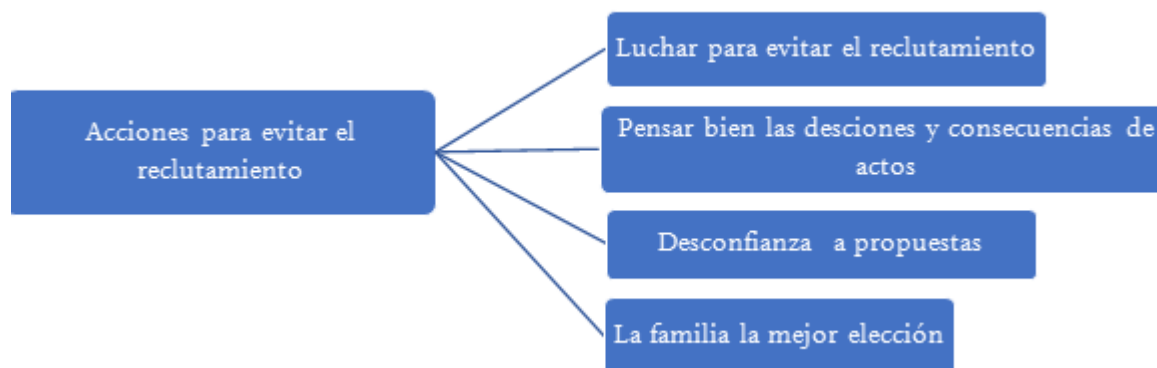 Acciones para evitar el
reclutamiento
Luchar para evitar el reclutamiento
Pensar bien las desciones y consecuencias de
actos
Desconfianza a propuestas
La familia la mejor elección